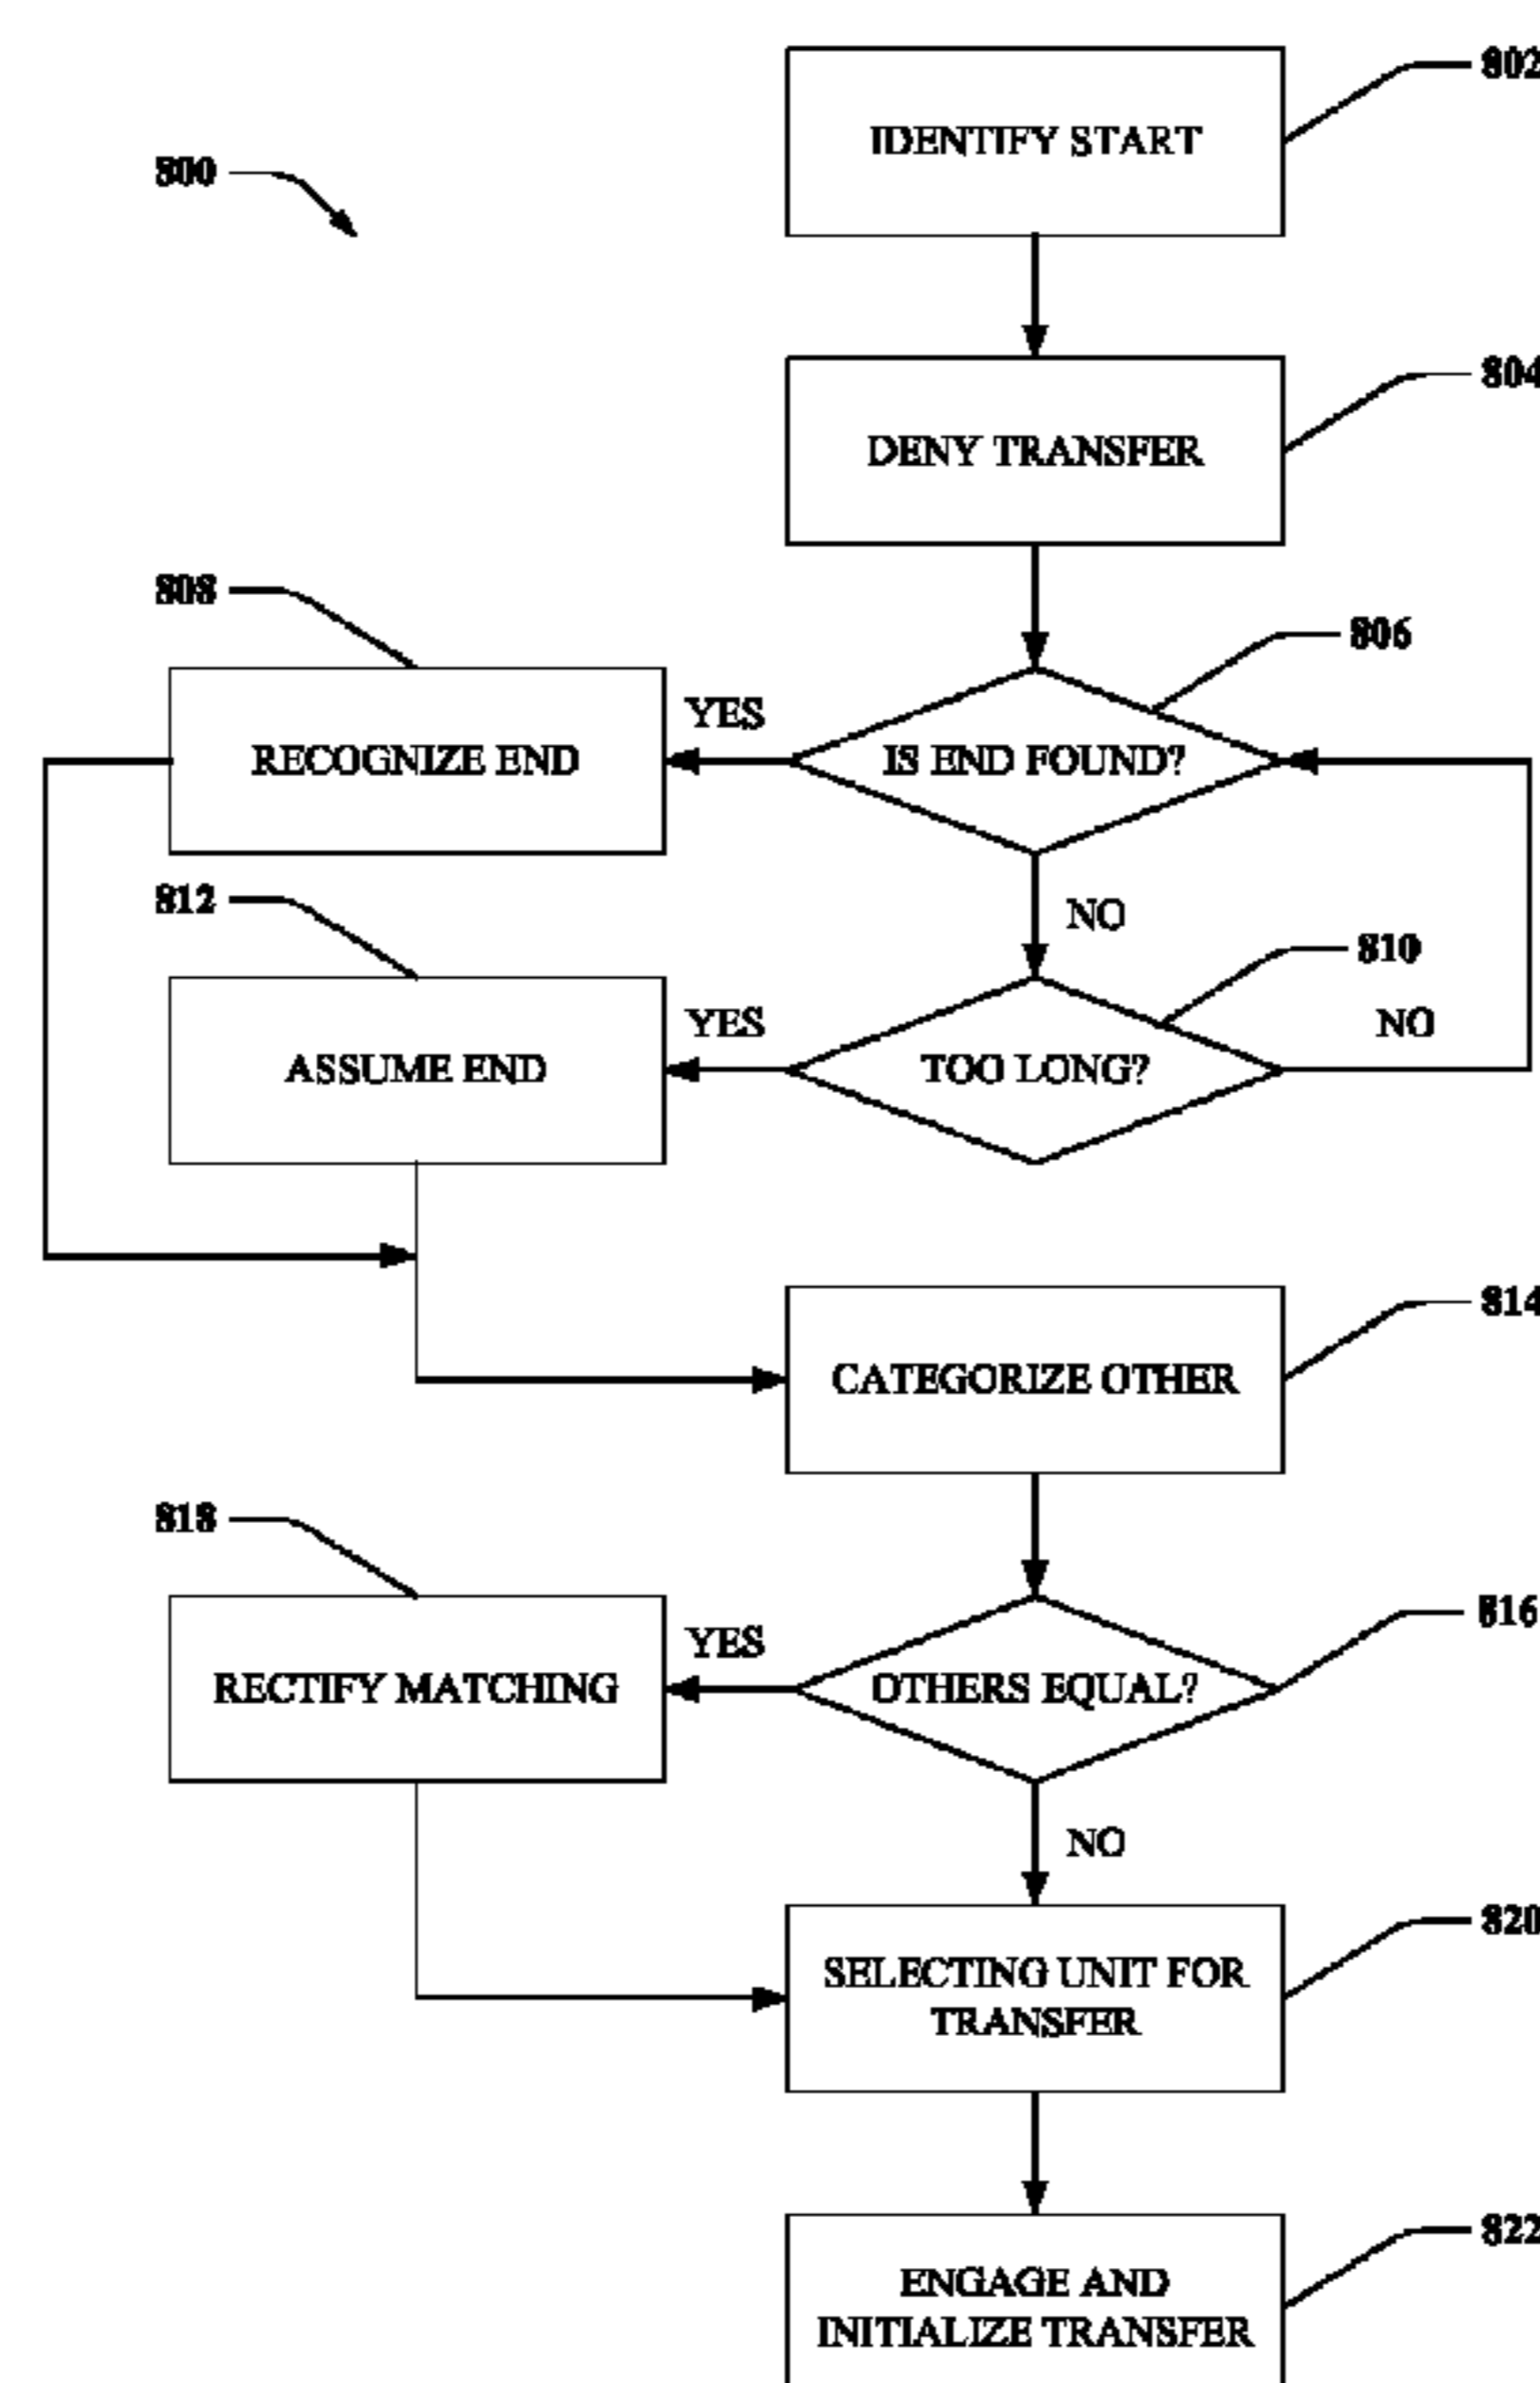 802
IDENTIFY START
800
804
DENY TRANSFER
808
806
YES
RECOGNIZE END
IS END FOUND?
812
NO
810
YES
NO
ASSUME END
TOO LONG?
814
CATEGORIZE OTHER
818
816
YES
RECTIFY MATCHING
OTHERS EQUAL?
NO
820
SELECTING UNIT FOR
TRANSFER
822
ENGAGE AND
INITIALIZE TRANSFER